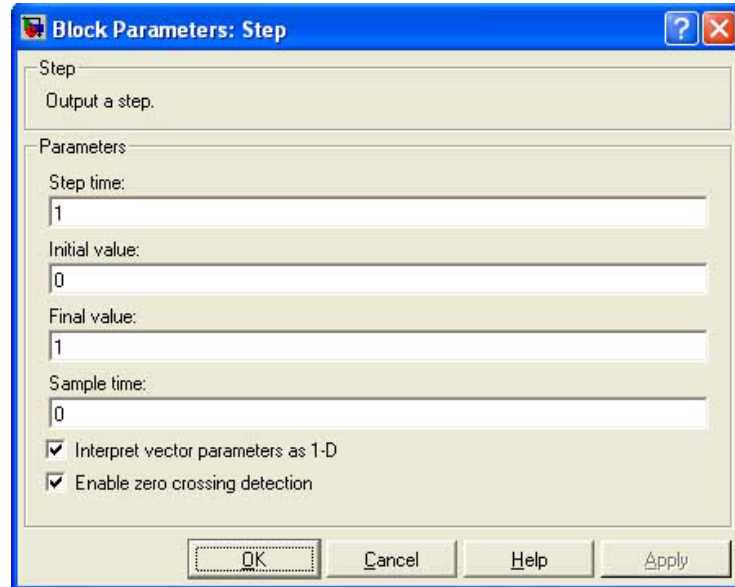 Block Parameters: Step
Step
Output a step.
Parameters
Step time:
1
Initial value:
0
Final value:
1
Sample time:
0
Interpret vector parameters as 1-D
Enable zero crossing detection
OK Cancel Help Apply